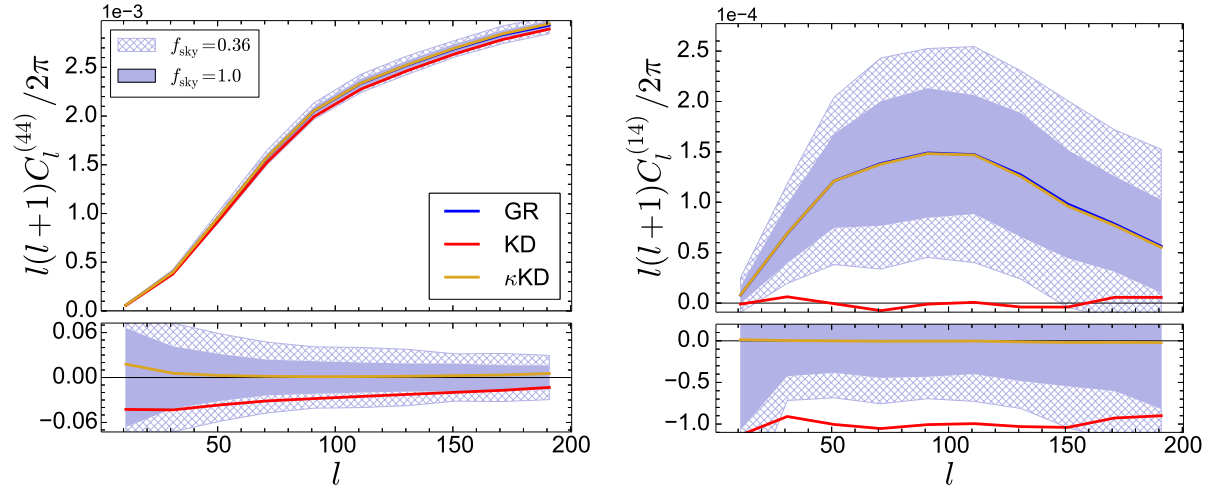 1e−3
l(l+1)C_l^{(44)}/2π
3.0
2.5
2.0
1.5
1.0
0.5
0.0
f_sky=0.36
f_sky=1.0
GR
KD
κKD
0.06
0.00
−0.06
0 50 100 150 200
l
1e−4
l(l+1)C_l^{(14)}/2π
2.5
2.0
1.5
1.0
0.5
0.0
0.0
−0.5
−1.0
50 100 150 200
l